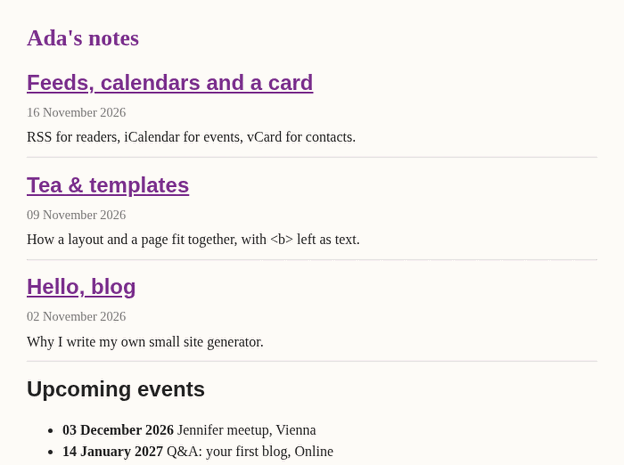 Ada's notes
Feeds, calendars and a card
16 November 2026
RSS for readers, iCalendar for events, vCard for contacts.
Tea & templates
09 November 2026
How a layout and a page fit together, with <b> left as text.
Hello, blog
02 November 2026
Why I write my own small site generator.
Upcoming events
03 December 2026 Jennifer meetup, Vienna
14 January 2027 Q&A: your first blog, Online